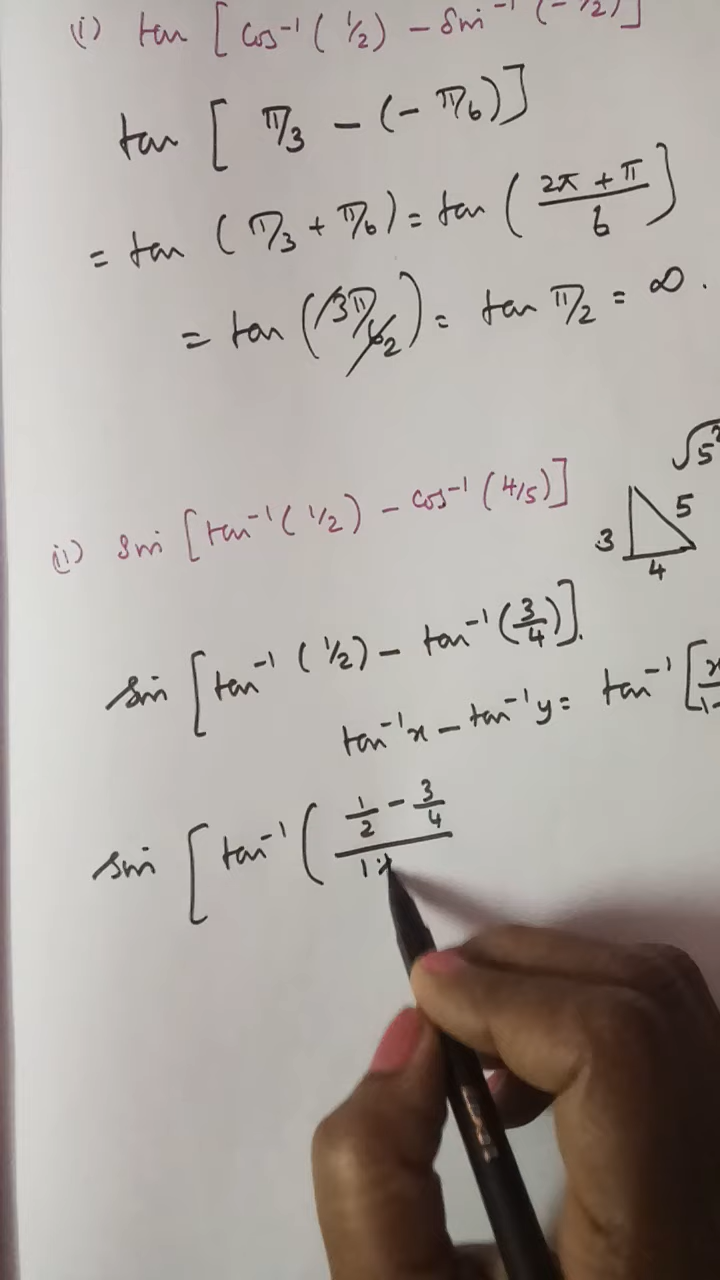 (i) tan [ cos⁻¹ ( 1/2 ) − sin⁻¹ (− 1/2 ) ]
tan [ π/3 − (− π/6 ) ]
= tan ( π/3 + π/6 ) = tan ( (2π + π)/6 )
= tan ( 3π/6 2 ) = tan π/2 = ∞ .
√5²
(ii) sin [ tan⁻¹ ( 1/2 ) − cos⁻¹ ( 4/5 ) ]
3 5
4
sin [ tan⁻¹ ( 1/2 ) − tan⁻¹ ( 3/4 ) ].
tan⁻¹x − tan⁻¹y = tan⁻¹ [ x
1-
sin [ tan⁻¹ ( 1/2 − 3/4
1